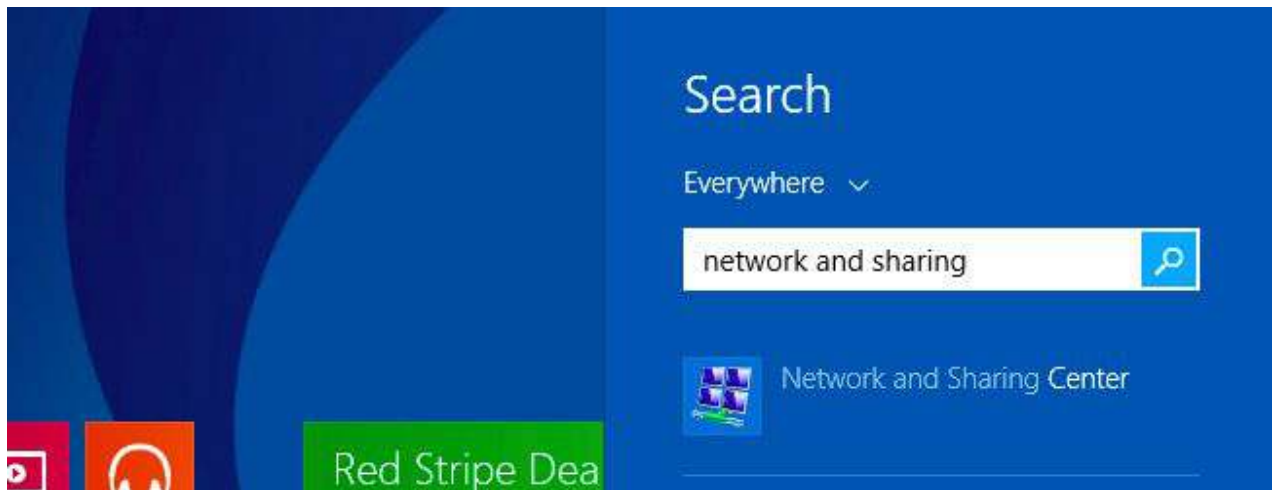 Search
Everywhere
network and sharing
Network and Sharing Center
Red Stripe Dea